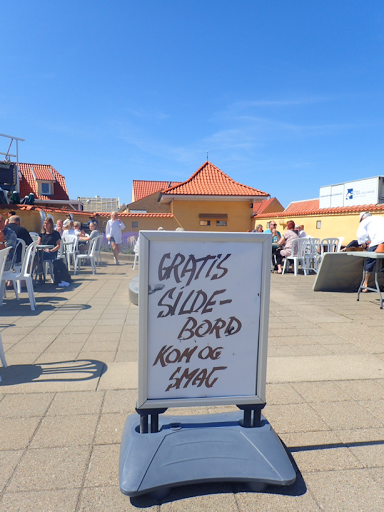 GRATIS
SILDE-
BORD
KOM OG
SMAG